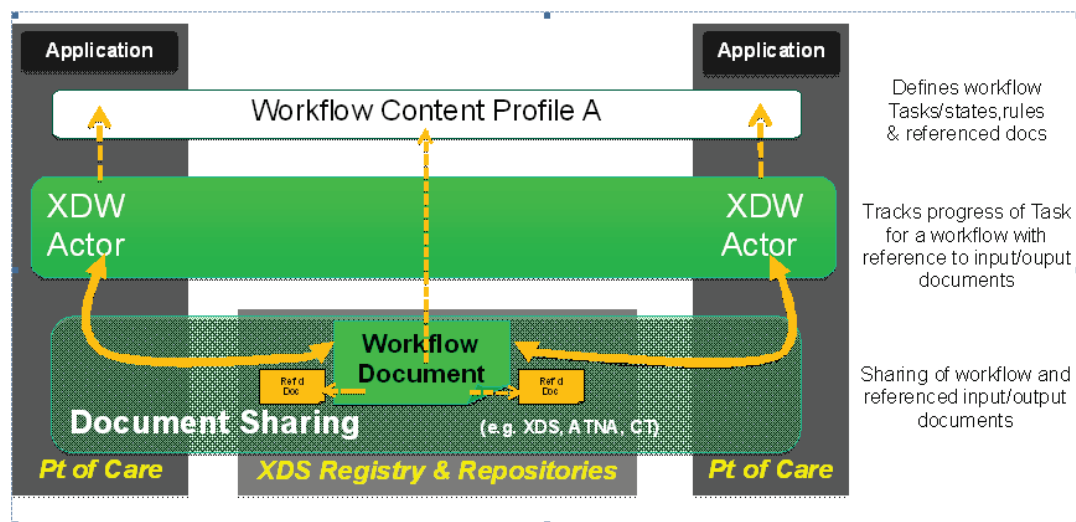 Application
Application
Workflow Content Profile A
Defines workflow
Tasks/states,rules
& referenced docs
XDW
Actor
XDW
Actor
Tracks progress of Task
for a workflow with
reference to input/ouput
documents
Workflow
Document
Ref'd
Doc
Ref'd
Doc
Document Sharing
(e.g. XDS, ATNA, CT)
Sharing of workflow and
referenced input/output
documents
Pt of Care
XDS Registry & Repositories
Pt of Care